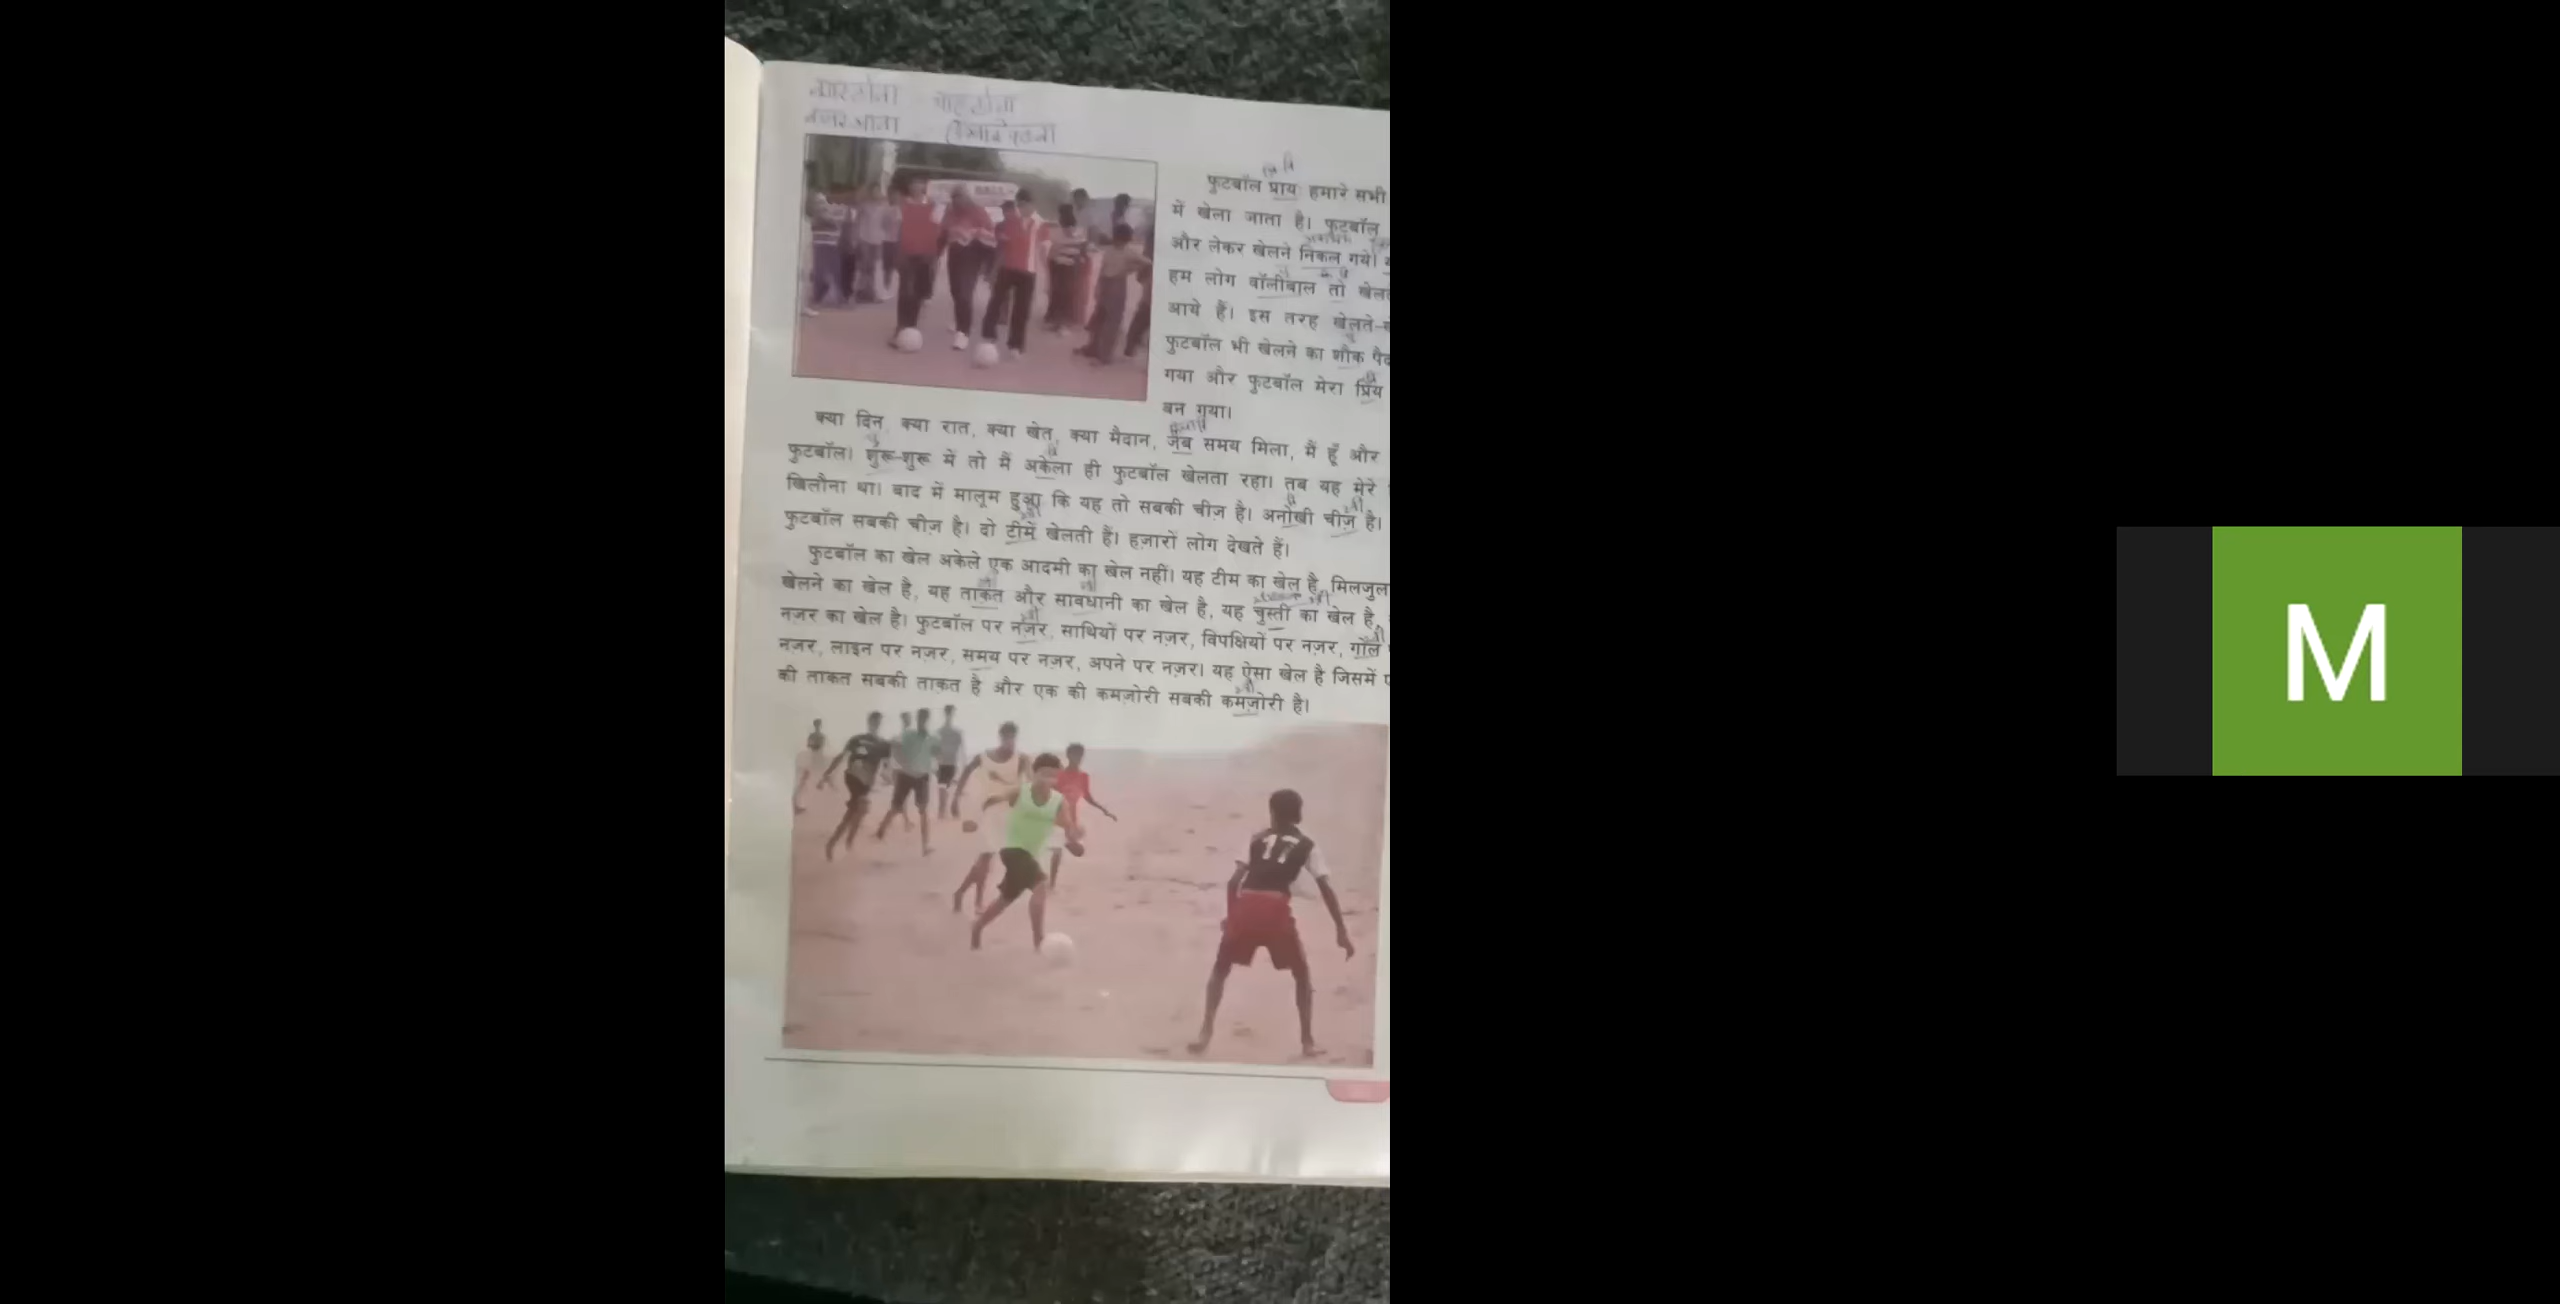 नजर आना
फुटबॉल प्राय हमारे सभी
में खेला जाता है। फुटबॉल
और लेकर खेलने निकल गये।
हम लोग वॉलीबाल तो
आये हैं। इस तरह खेलते-
फुटबॉल भी खेलने का शौक
गया और फुटबॉल मेरा प्रिय
बन गया।
क्या दिन, क्या रात, क्या खेत, क्या मैदान, जब समय मिला, मैं हूँ और
फुटबॉल। शुरू-शुरू में तो मैं अकेला ही फुटबॉल खेलता रहा। तब यह मेरे
खिलौना था। बाद में मालूम हुआ कि यह तो सबकी चीज़ है। अनोखी चीज़ है।
फुटबॉल सबकी चीज़ है। दो टीमें खेलती हैं। हज़ारों लोग देखते हैं।
फुटबॉल का खेल अकेले एक आदमी का खेल नहीं। यह टीम का खेल है, मिलजुल
खेलने का खेल है, यह ताकत और सावधानी का खेल है, यह चुस्ती का खेल है,
नज़र का खेल है। फुटबॉल पर नज़र, साथियों पर नज़र, विपक्षियों पर नज़र, गोल
नज़र, लाइन पर नज़र, समय पर नज़र, अपने पर नज़र। यह ऐसा खेल है जिसमें
की ताकत सबकी ताकत है और एक की कमज़ोरी सबकी कमज़ोरी है।
17
M